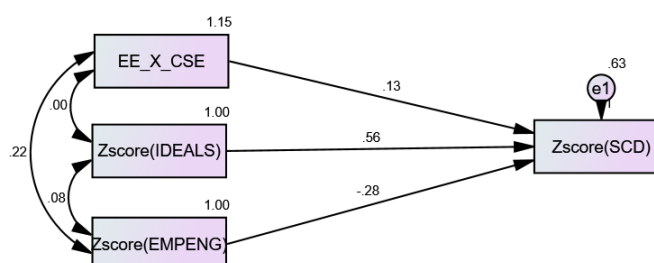 1.15
EE_X_CSE
.63
e1
1
.13
.00
1.00
Zscore(IDEALS)
.56
Zscore(SCD)
.22
.08
1.00
-.28
Zscore(EMPENG)